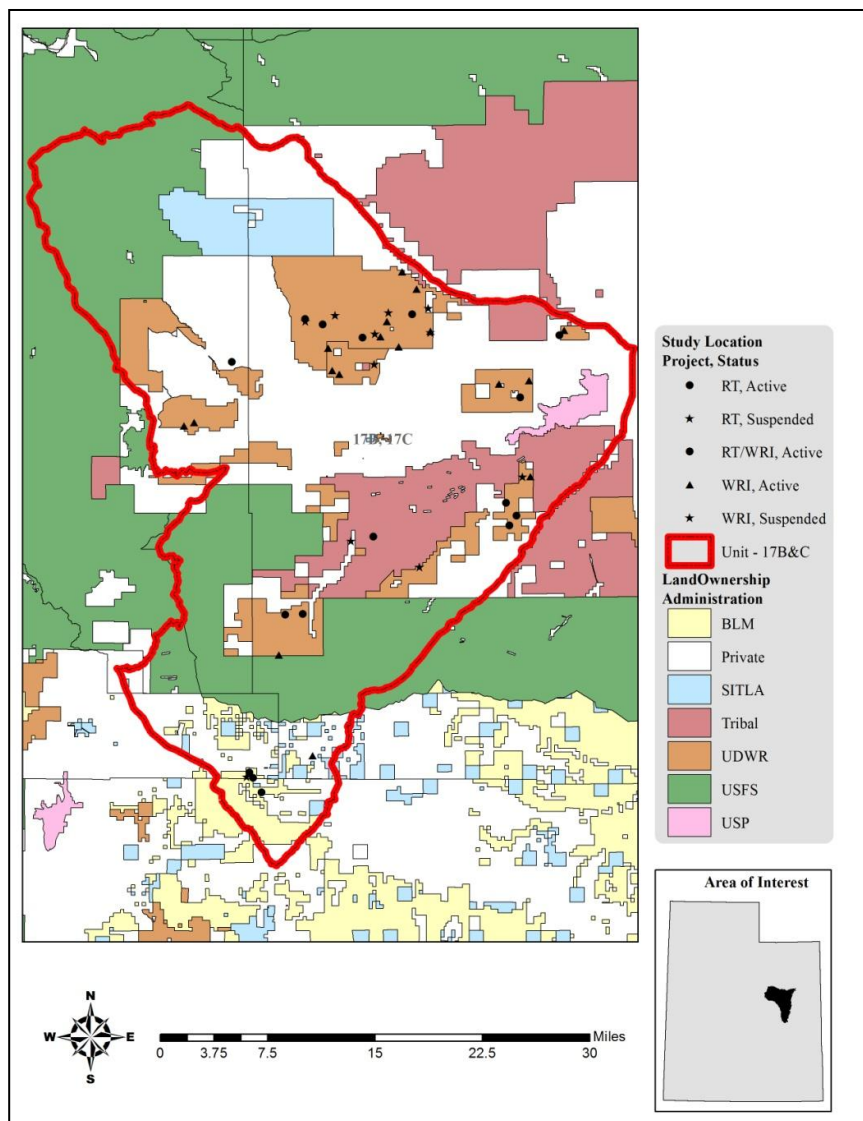 17B, 17C
Study Location
Project, Status
RT, Active
RT, Suspended
RT/WRI, Active
WRI, Active
WRI, Suspended
Unit - 17B&C
LandOwnership
Administration
BLM
Private
SITLA
Tribal
UDWR
USFS
USP
Area of Interest
N
W E
S
Miles
0 3.75 7.5 15 22.5 30